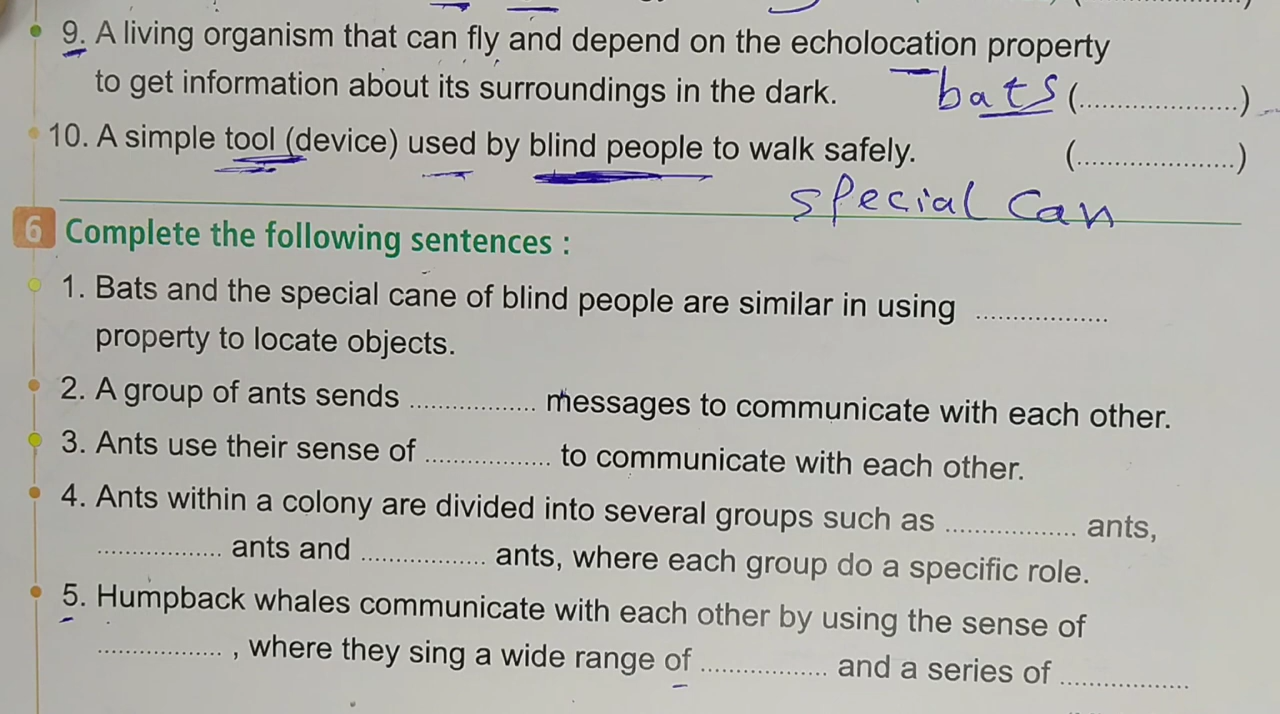 9. A living organism that can fly and depend on the echolocation property
to get information about its surroundings in the dark. bats (....................)
10. A simple tool (device) used by blind people to walk safely. (....................)
special can
6 Complete the following sentences :
1. Bats and the special cane of blind people are similar in using ..................
property to locate objects.
2. A group of ants sends .................. messages to communicate with each other.
3. Ants use their sense of .................. to communicate with each other.
4. Ants within a colony are divided into several groups such as .................. ants,
.................. ants and .................. ants, where each group do a specific role.
5. Humpback whales communicate with each other by using the sense of
.................. , where they sing a wide range of .................. and a series of ..................